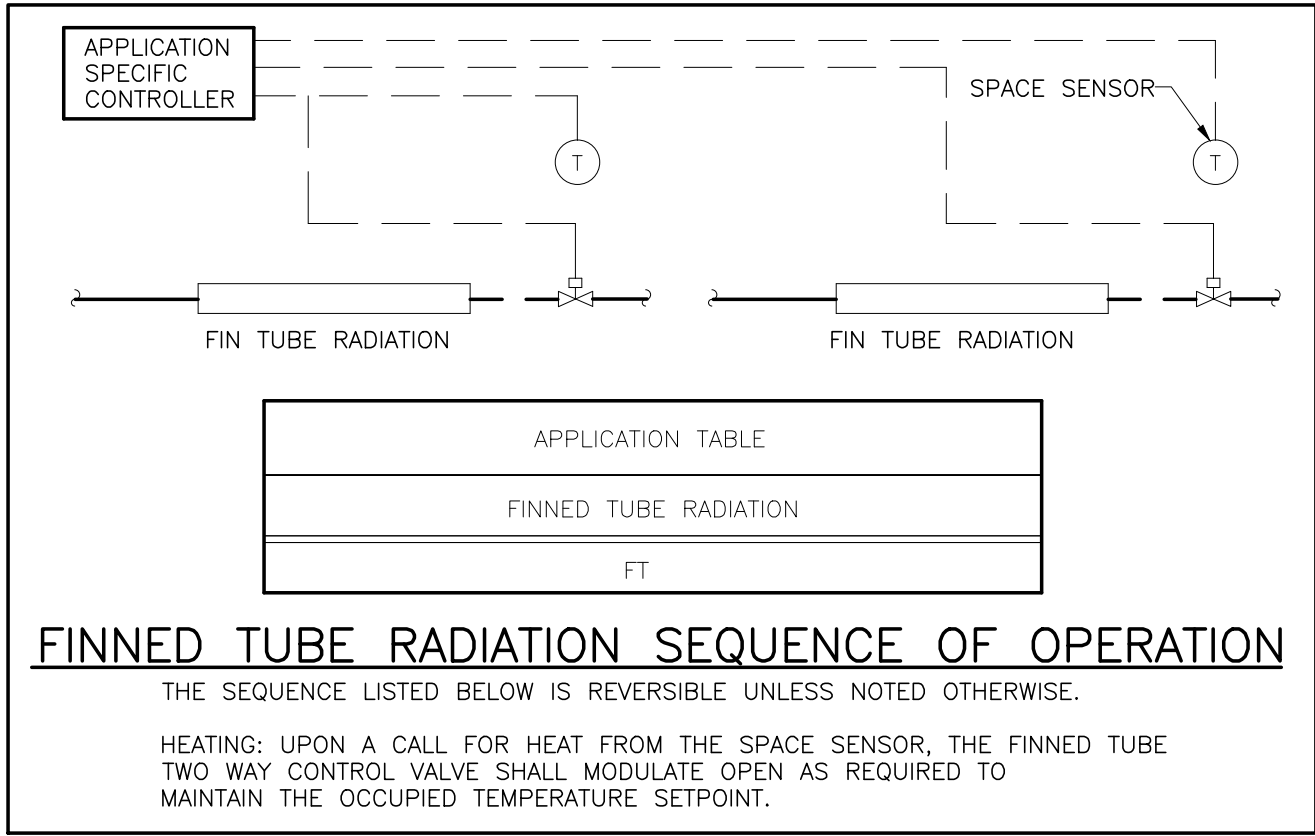 APPLICATION
SPECIFIC
CONTROLLER
SPACE SENSOR
T
T
FIN TUBE RADIATION
FIN TUBE RADIATION
APPLICATION TABLE
FINNED TUBE RADIATION
FT
FINNED TUBE RADIATION SEQUENCE OF OPERATION
THE SEQUENCE LISTED BELOW IS REVERSIBLE UNLESS NOTED OTHERWISE.
HEATING: UPON A CALL FOR HEAT FROM THE SPACE SENSOR, THE FINNED TUBE
TWO WAY CONTROL VALVE SHALL MODULATE OPEN AS REQUIRED TO
MAINTAIN THE OCCUPIED TEMPERATURE SETPOINT.